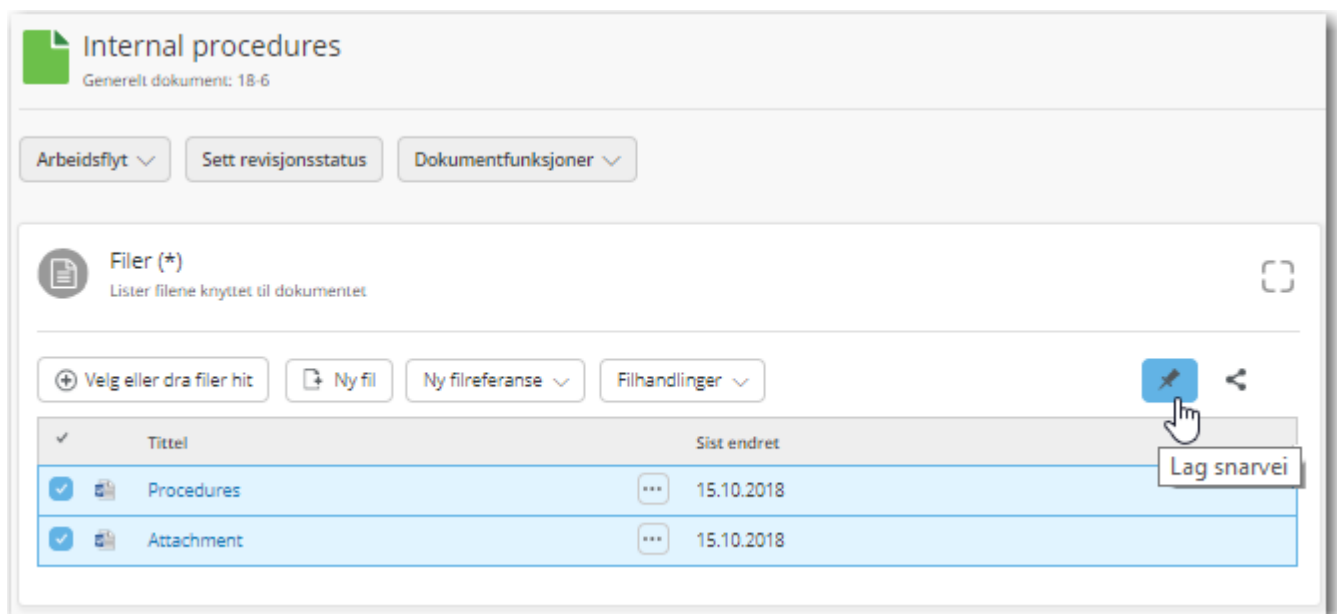 Internal procedures
Generelt dokument: 18-6
Arbeidsflyt Sett revisjonsstatus Dokumentfunksjoner
Filer (*)
Lister filene knyttet til dokumentet
Velg eller dra filer hit Ny fil Ny filreferanse Filhandlinger
Tittel Sist endret
Lag snarvei
Procedures ... 15.10.2018
Attachment ... 15.10.2018